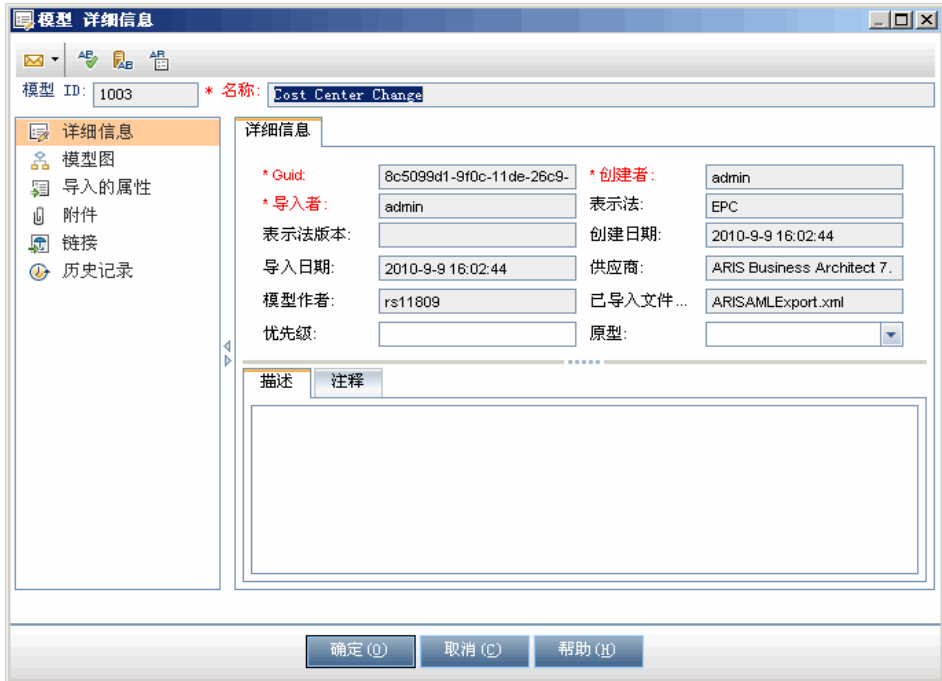 模型 详细信息
模型 ID: 1003 * 名称: Cost Center Change
详细信息
模型图
导入的属性
附件
链接
历史记录
详细信息
* Guid: 8c5099d1-9f0c-11de-26c9- * 创建者: admin
* 导入者: admin 表示法: EPC
表示法版本: 创建日期: 2010-9-9 16:02:44
导入日期: 2010-9-9 16:02:44 供应商: ARIS Business Architect 7.
模型作者: rs11809 已导入文件... ARISAMLExport.xml
优先级: 原型:
描述 注释
确定(O) 取消(C) 帮助(H)